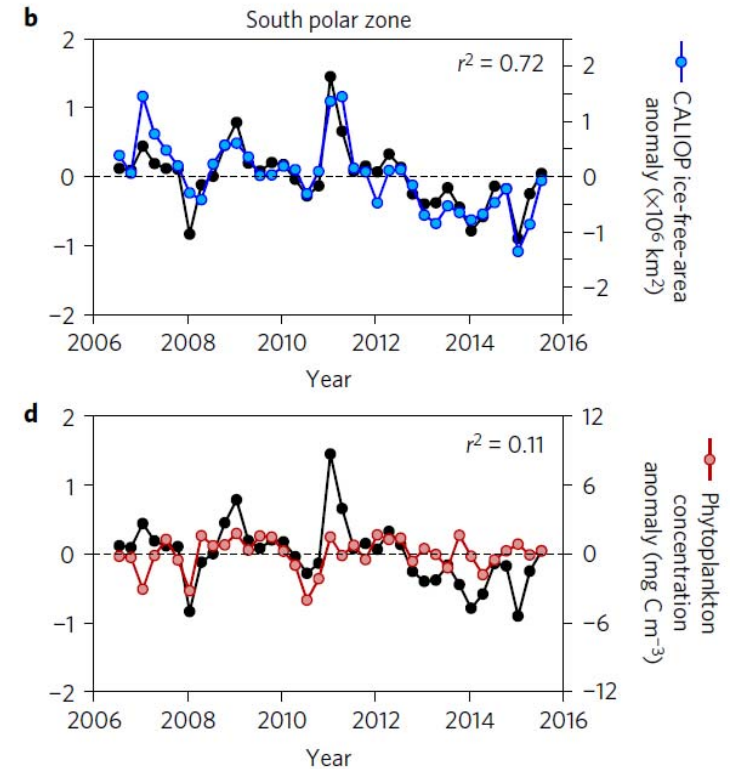 b
South polar zone
r² = 0.72
2
1
0
−1
−2
2
1
0
−1
−2
CALIOP ice-free-area
anomaly (×10⁶ km²)
2006 2008 2010 2012 2014 2016
Year
d
r² = 0.11
2
1
0
−1
−2
12
6
0
−6
−12
Phytoplankton
concentration
anomaly (mg C m⁻³)
2006 2008 2010 2012 2014 2016
Year